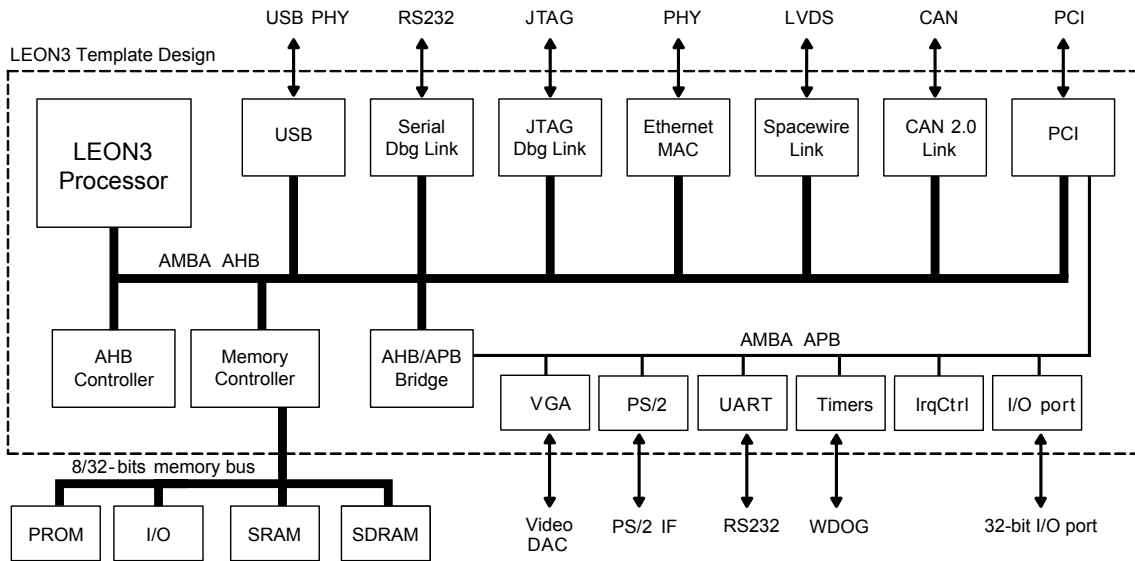 USB PHY
RS232
JTAG
PHY
LVDS
CAN
PCI
LEON3 Template Design
LEON3
Processor
USB
Serial
Dbg Link
JTAG
Dbg Link
Ethernet
MAC
Spacewire
Link
CAN 2.0
Link
PCI
AMBA AHB
AHB
Controller
Memory
Controller
AHB/APB
Bridge
AMBA APB
VGA
PS/2
UART
Timers
IrqCtrl
I/O port
8/32-bits memory bus
PROM
I/O
SRAM
SDRAM
Video
DAC
PS/2 IF
RS232
WDOG
32-bit I/O port